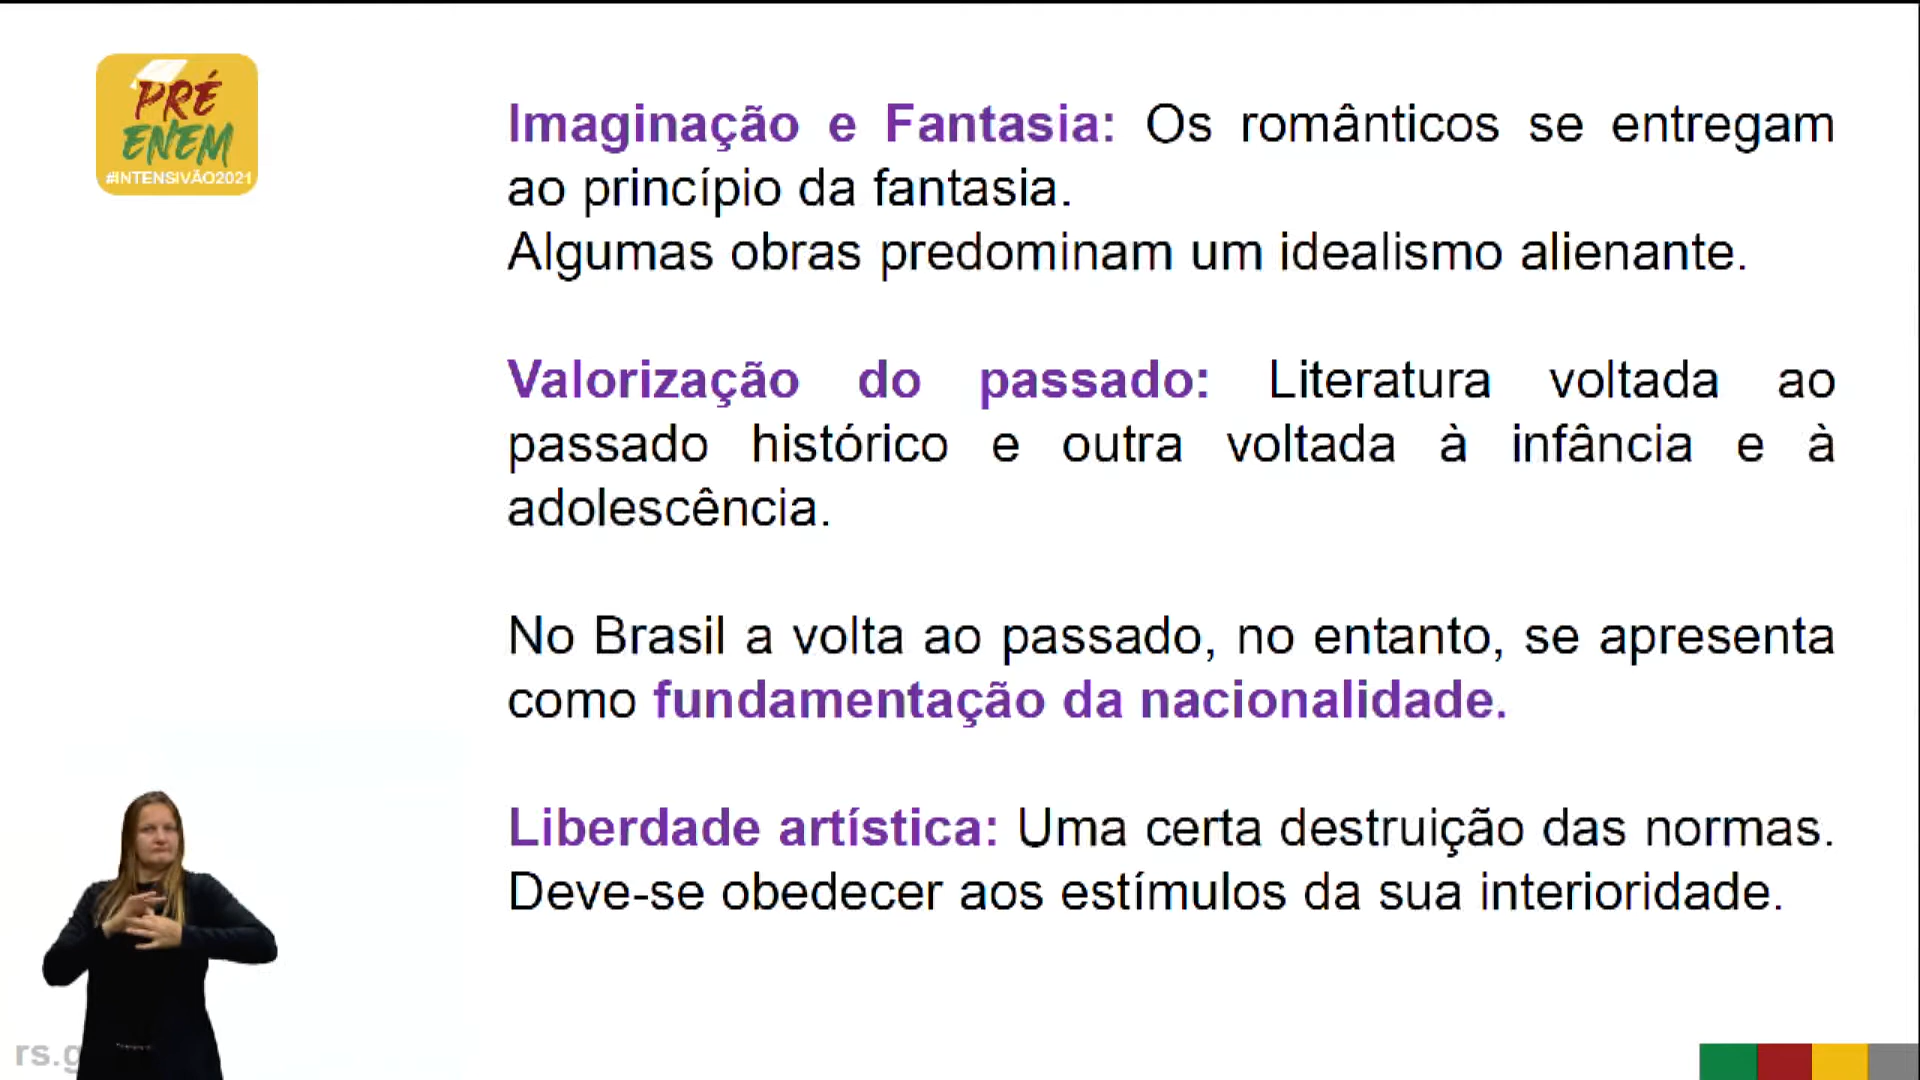 PRÉ
ENEM
#INTENSIVÃO2021
Imaginação e Fantasia: Os românticos se entregam
ao princípio da fantasia.
Algumas obras predominam um idealismo alienante.
Valorização do passado: Literatura voltada ao
passado histórico e outra voltada à infância e à
adolescência.
No Brasil a volta ao passado, no entanto, se apresenta
como fundamentação da nacionalidade.
Liberdade artística: Uma certa destruição das normas.
Deve-se obedecer aos estímulos da sua interioridade.
rs.g